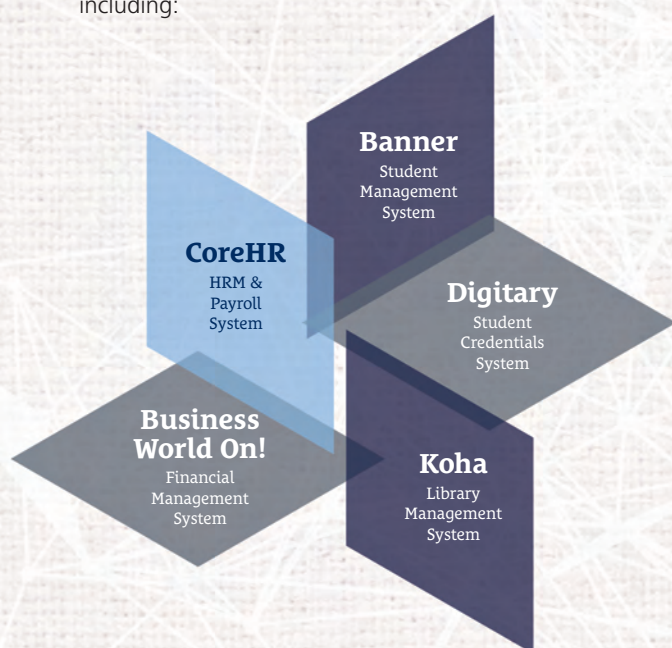 including:
Banner
Student
Management
System
CoreHR
HRM &
Payroll
System
Digitary
Student
Credentials
System
Business
World On!
Financial
Management
System
Koha
Library
Management
System